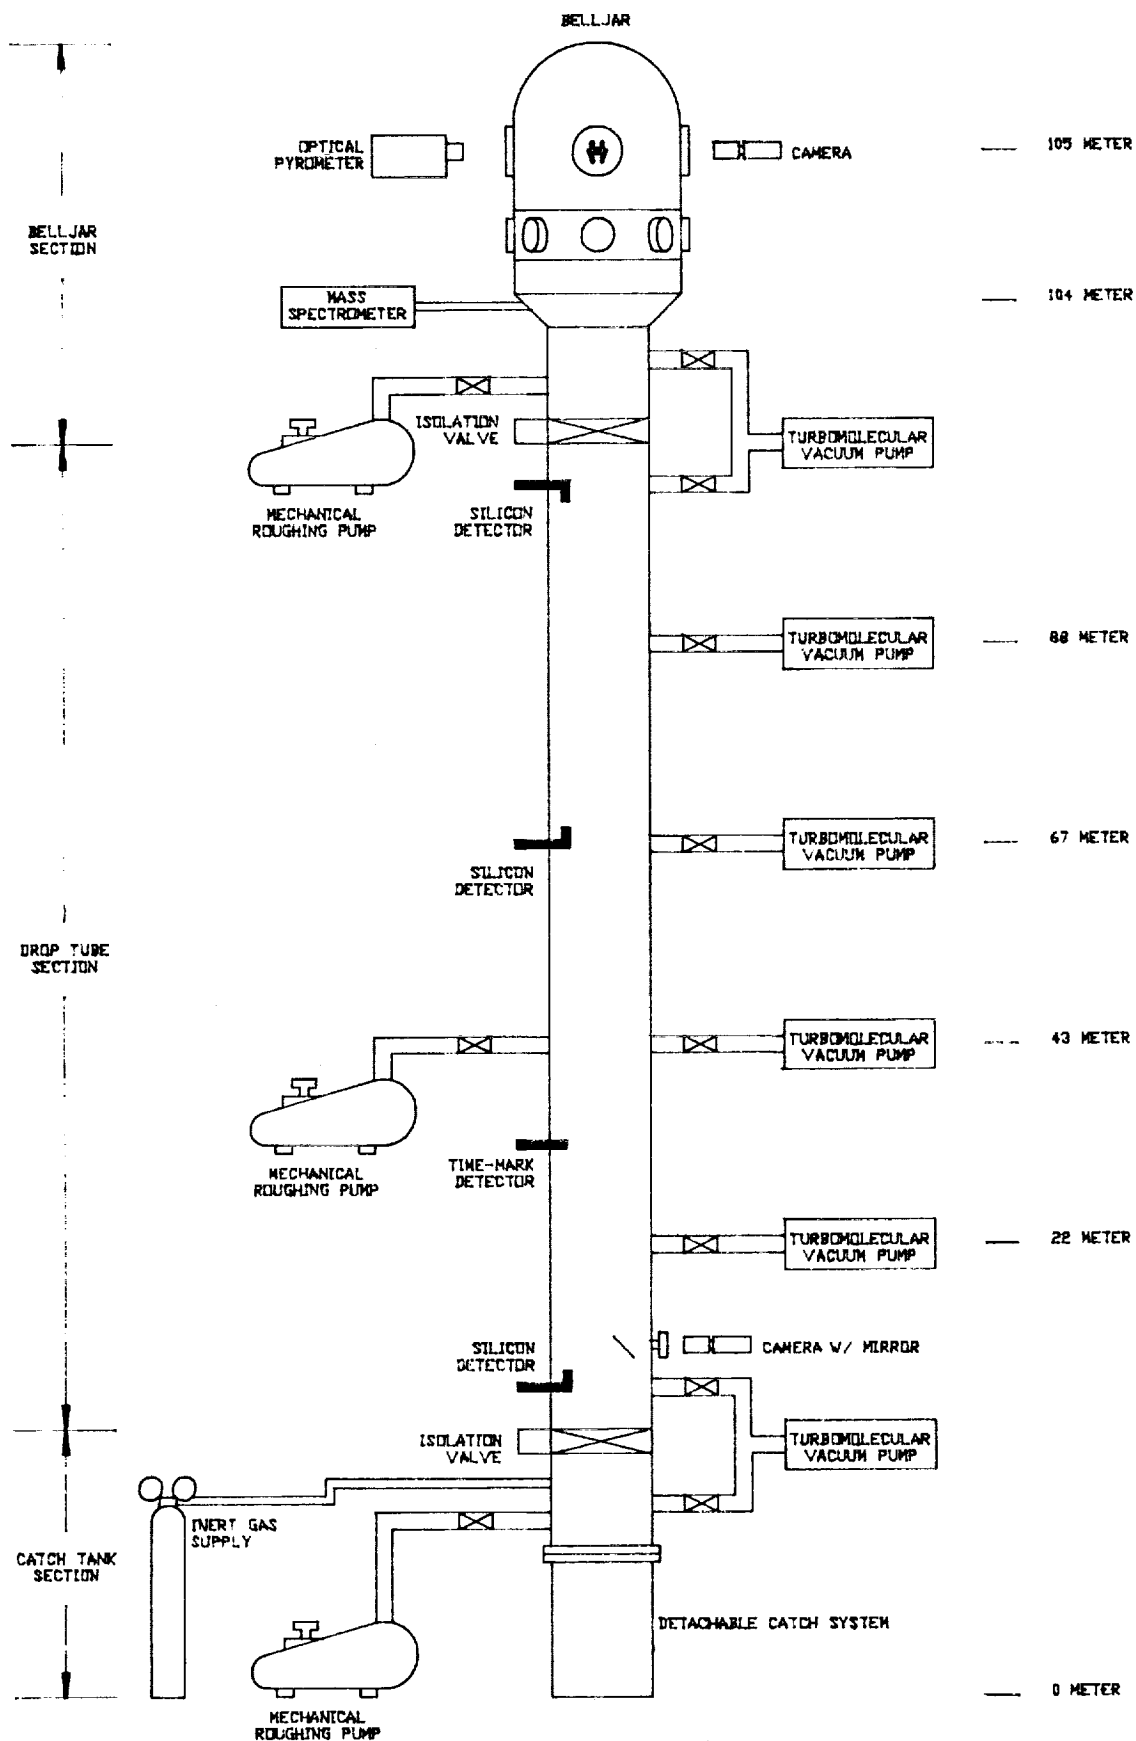 BELLJAR
OPTICAL
PYROMETER
CAMERA
105 METER
BELLJAR
SECTION
MASS
SPECTROMETER
104 METER
ISOLATION
VALVE
TURBOMOLECULAR
VACUUM PUMP
MECHANICAL
ROUGHING PUMP
SILICON
DETECTOR
TURBOMOLECULAR
VACUUM PUMP
88 METER
TURBOMOLECULAR
VACUUM PUMP
67 METER
SILICON
DETECTOR
DROP TUBE
SECTION
TURBOMOLECULAR
VACUUM PUMP
43 METER
MECHANICAL
ROUGHING PUMP
TIME-MARK
DETECTOR
TURBOMOLECULAR
VACUUM PUMP
22 METER
SILICON
DETECTOR
CAMERA W/ MIRROR
ISOLATION
VALVE
TURBOMOLECULAR
VACUUM PUMP
INERT GAS
SUPPLY
CATCH TANK
SECTION
DETACHABLE CATCH SYSTEM
0 METER
MECHANICAL
ROUGHING PUMP